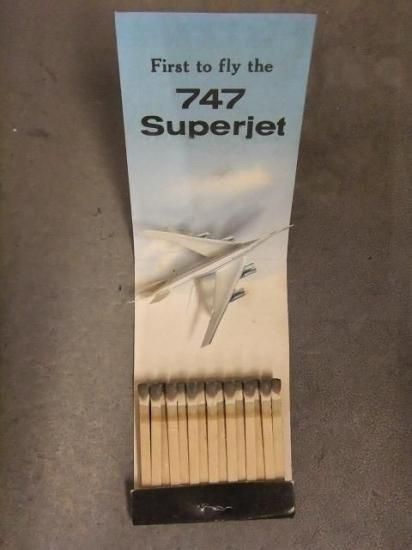 First to fly the
747
Superjet